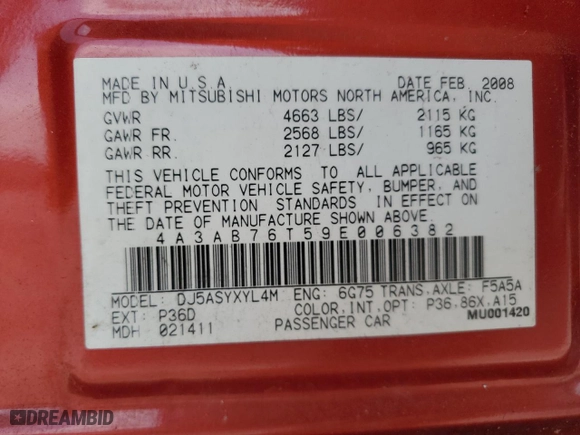 MADE IN U.S.A. DATE FEB. 2008
MFD BY MITSUBISHI MOTORS NORTH AMERICA, INC.
GVWR 4663 LBS/ 2115 KG
GAWR FR. 2568 LBS/ 1165 KG
GAWR RR. 2127 LBS/ 965 KG
THIS VEHICLE CONFORMS TO ALL APPLICABLE
FEDERAL MOTOR VEHICLE SAFETY, BUMPER, AND
THEFT PREVENTION STANDARDS IN EFFECT ON
THE DATE OF MANUFACTURE SHOWN ABOVE.
4A3AB76T59E006382
MODEL: DJ5ASYXYL4M ENG: 6G75 TRANS,AXLE: F5A5A
EXT: P36D COLOR,INT,OPT: P36,86X,A15
MDH 021411 PASSENGER CAR MU001420
DREAMBID